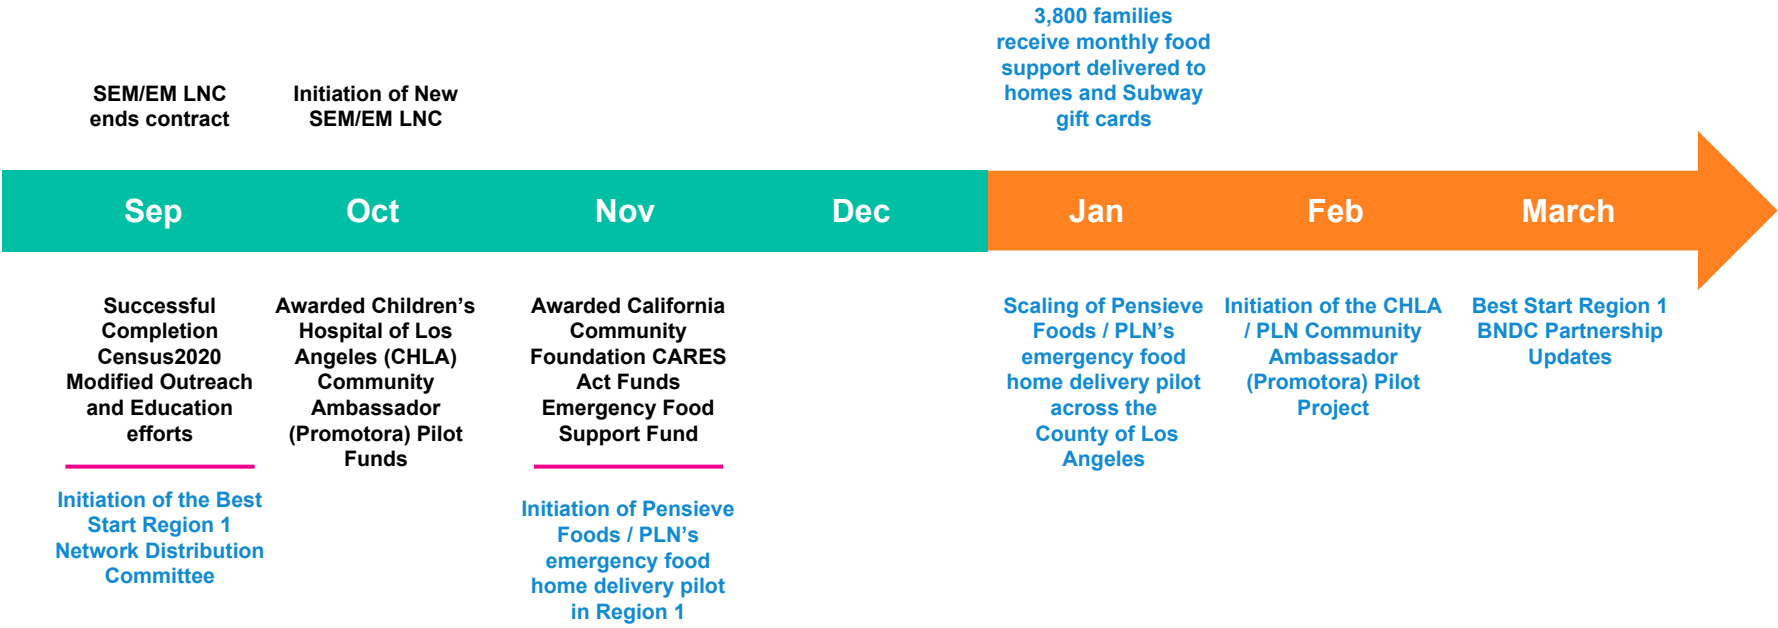 3,800 families
receive monthly food
support delivered to
homes and Subway
gift cards
SEM/EM LNC
ends contract
Initiation of New
SEM/EM LNC
Sep
Oct
Nov
Dec
Jan
Feb
March
Successful
Completion
Census2020
Modified Outreach
and Education
efforts
Initiation of the Best
Start Region 1
Network Distribution
Committee
Awarded Children’s
Hospital of Los
Angeles (CHLA)
Community
Ambassador
(Promotora) Pilot
Funds
Awarded California
Community
Foundation CARES
Act Funds
Emergency Food
Support Fund
Initiation of Pensieve
Foods / PLN’s
emergency food
home delivery pilot
in Region 1
Scaling of Pensieve
Foods / PLN’s
emergency food
home delivery pilot
across the
County of Los
Angeles
Initiation of the CHLA
/ PLN Community
Ambassador
(Promotora) Pilot
Project
Best Start Region 1
BNDC Partnership
Updates